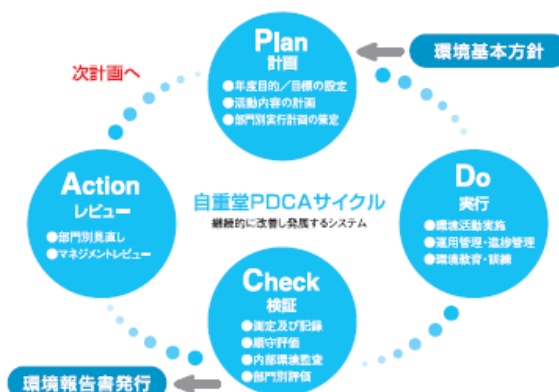 Plan
計画
●年度目的／目標の設定
●活動内容の計画
●部門別実行計画の策定
環境基本方針
次計画へ
Action
レビュー
●部門別見直し
●マネジメントレビュー
自重堂PDCAサイクル
継続的に改善し発展するシステム
Do
実行
●環境活動実施
●運用管理・進捗管理
●環境教育・訓練
Check
検証
●測定及び記録
●順守評価
●内部環境監査
●部門別評価
環境報告書発行